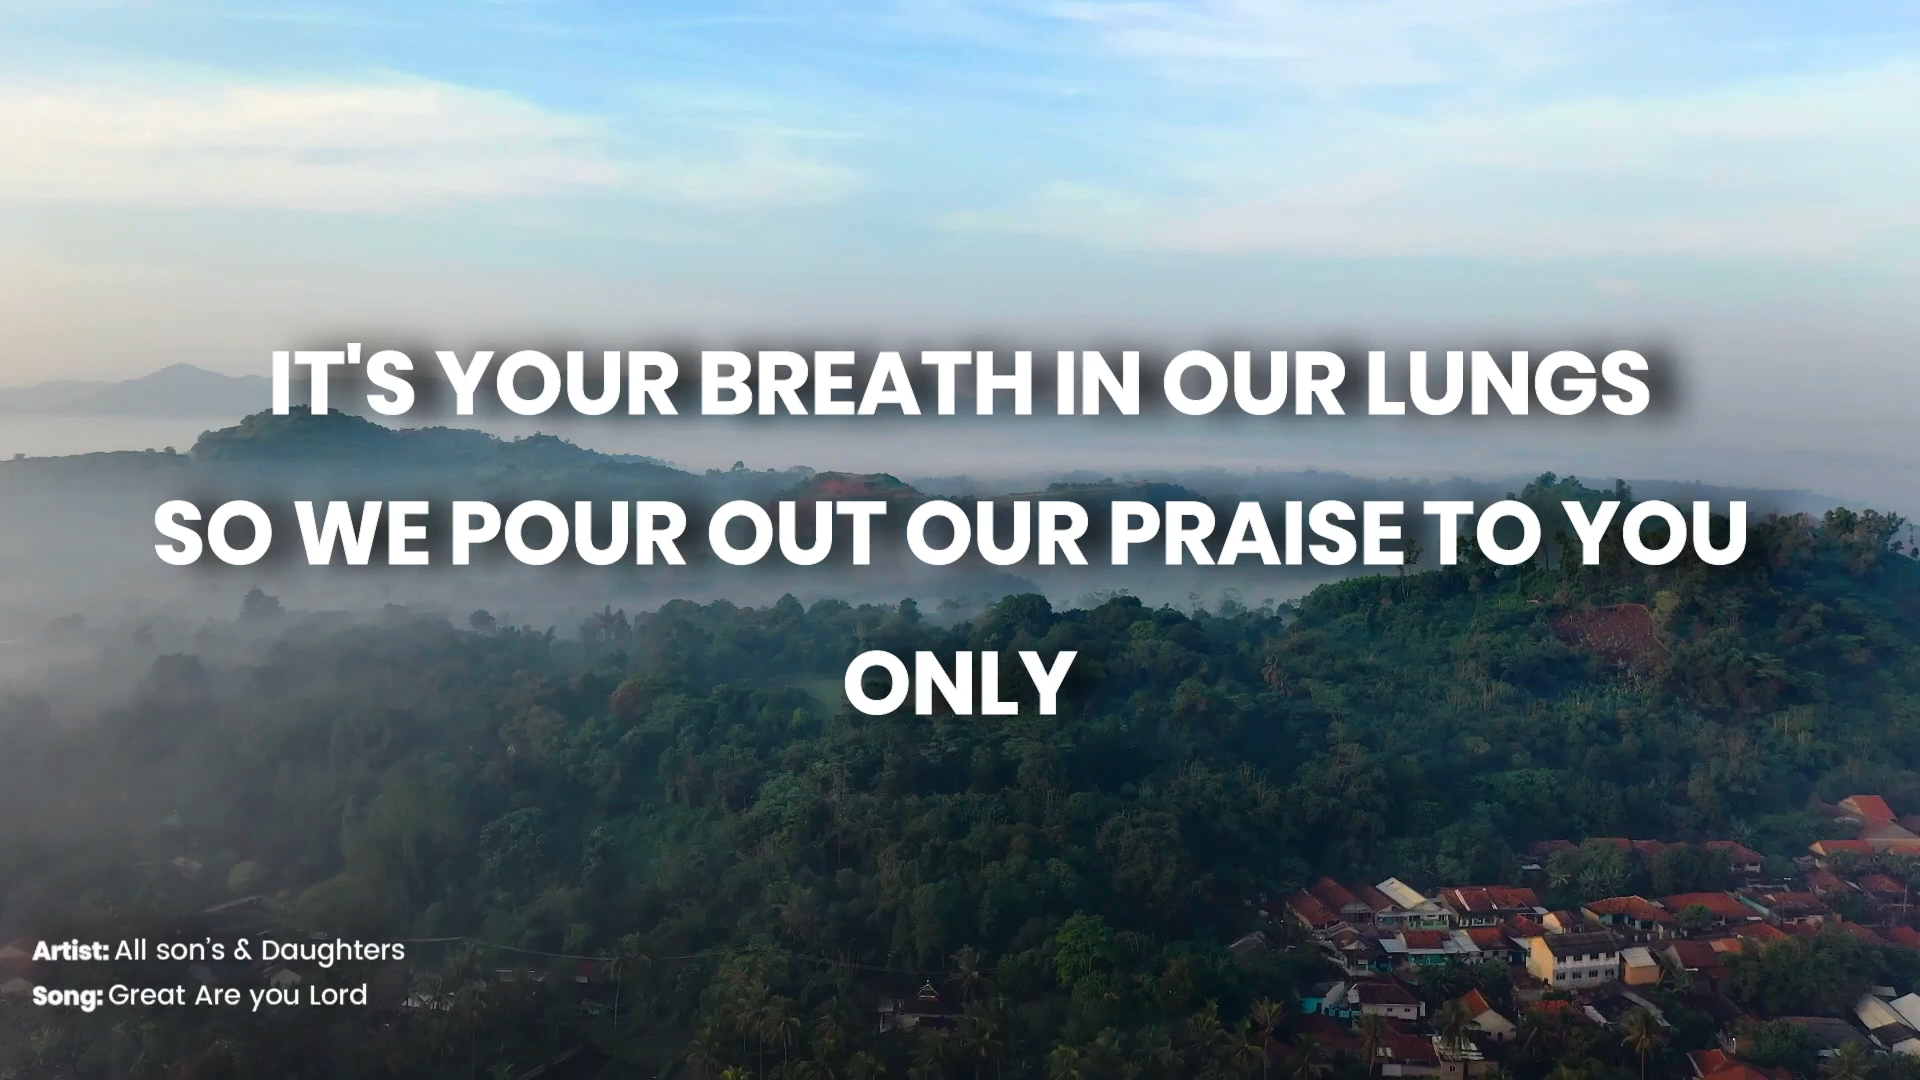 IT'S YOUR BREATH IN OUR LUNGS
SO WE POUR OUT OUR PRAISE TO YOU
ONLY
Artist: All son’s & Daughters
Song: Great Are you Lord